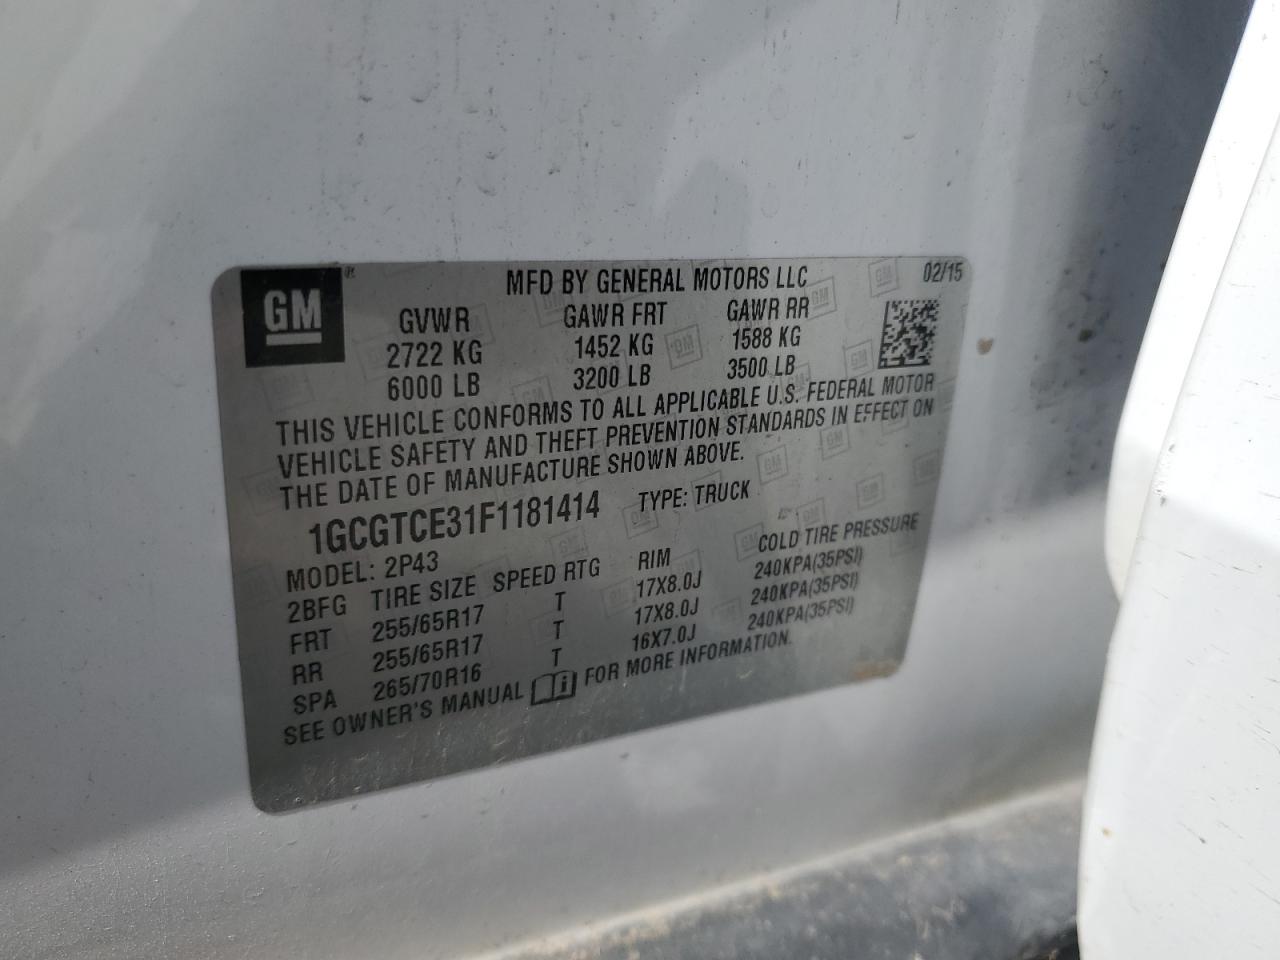 GM ®
MFD BY GENERAL MOTORS LLC 02/15
GVWR GAWR FRT GAWR RR
2722 KG 1452 KG 1588 KG
6000 LB 3200 LB 3500 LB
THIS VEHICLE CONFORMS TO ALL APPLICABLE U.S. FEDERAL MOTOR
VEHICLE SAFETY AND THEFT PREVENTION STANDARDS IN EFFECT ON
THE DATE OF MANUFACTURE SHOWN ABOVE.
1GCGTCE31F1181414 TYPE: TRUCK
MODEL: 2P43
2BFG TIRE SIZE SPEED RTG RIM COLD TIRE PRESSURE
FRT 255/65R17 T 17X8.0J 240KPA(35PSI)
RR 255/65R17 T 17X8.0J 240KPA(35PSI)
SPA 265/70R16 T 16X7.0J 240KPA(35PSI)
SEE OWNER'S MANUAL i FOR MORE INFORMATION.